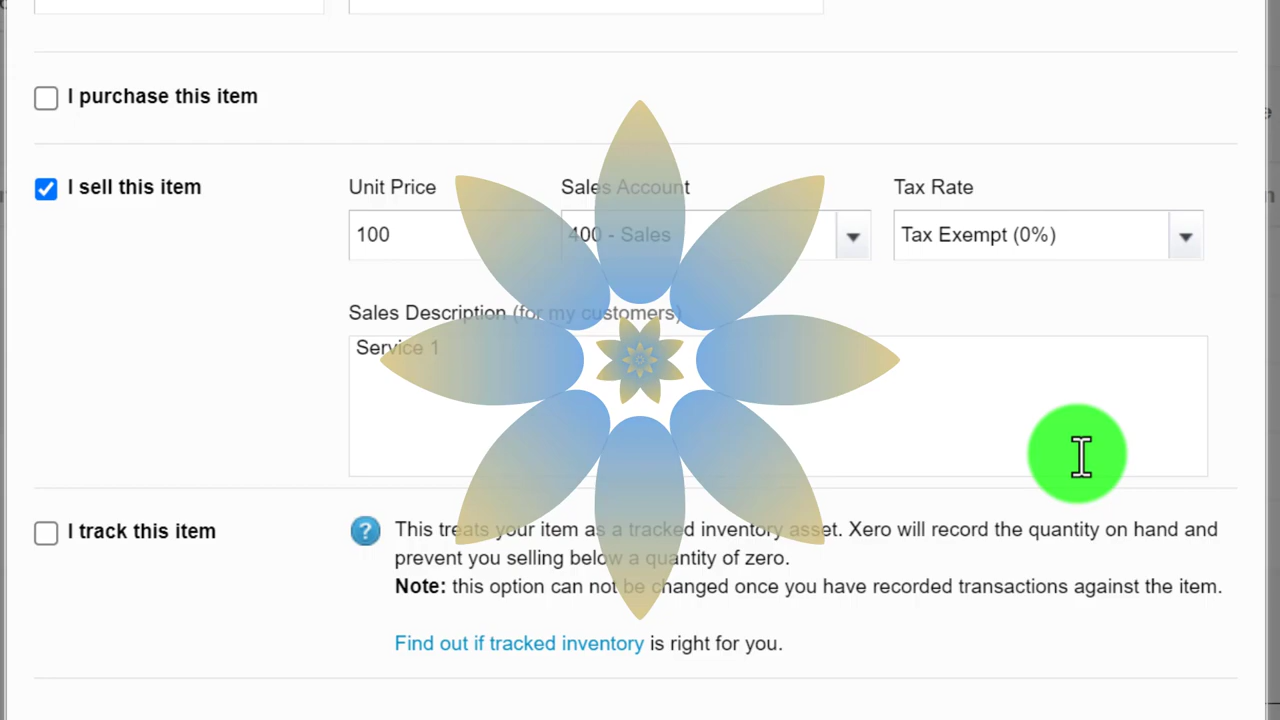 I purchase this item
I sell this item
Unit Price
Sales Account
Tax Rate
100
400 - Sales
Tax Exempt (0%)
Sales Description (for my customers)
Service 1
I track this item
This treats your item as a tracked inventory asset. Xero will record the quantity on hand and
prevent you selling below a quantity of zero.
Note: this option can not be changed once you have recorded transactions against the item.
Find out if tracked inventory is right for you.